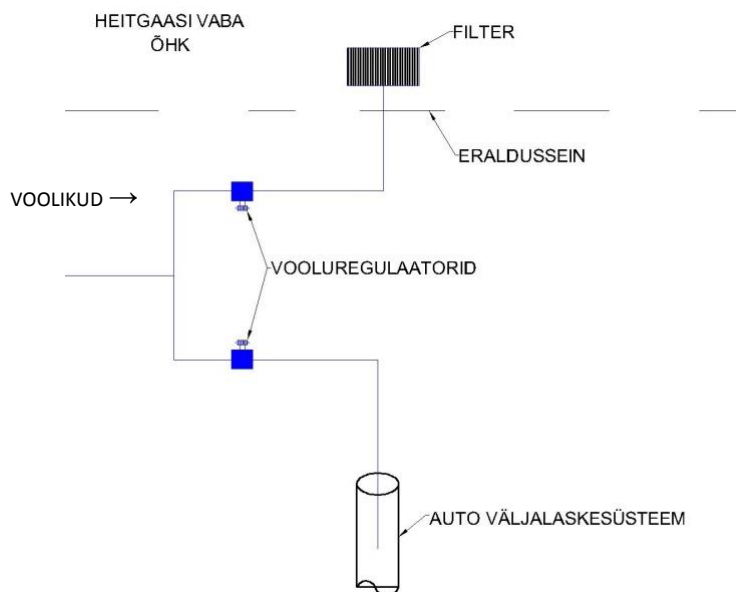 HEITGAASI VABA
ÕHK
FILTER
ERALDUSSEIN
VOOLIKUD →
VOOLUREGULAATORID
AUTO VÄLJALASKESÜSTEEM